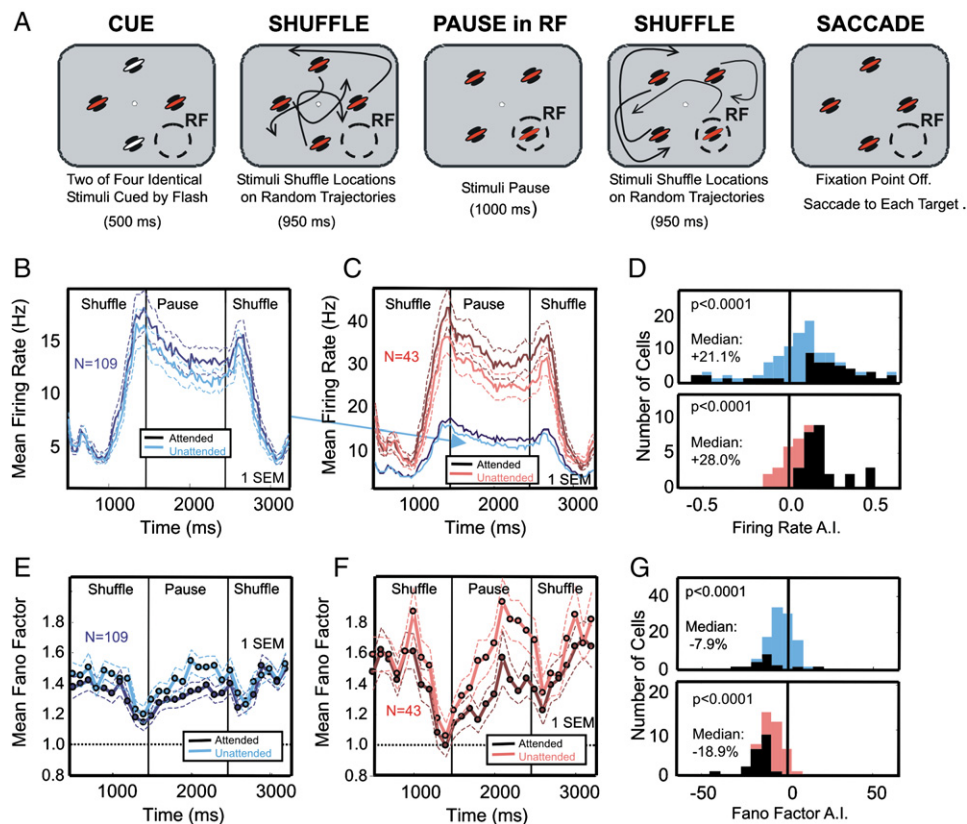 A
CUE
SHUFFLE
PAUSE in RF
SHUFFLE
SACCADE
RF
RF
RF
RF
RF
Two of Four Identical
Stimuli Cued by Flash
(500 ms)
Stimuli Shuffle Locations
on Random Trajectories
(950 ms)
Stimuli Pause
(1000 ms)
Stimuli Shuffle Locations
on Random Trajectories
(950 ms)
Fixation Point Off.
Saccade to Each Target .
B
Mean Firing Rate (Hz)
15
10
5
Shuffle
Pause
Shuffle
N=109
Attended
Unattended
1 SEM
1000
2000
3000
Time (ms)
C
Mean Firing Rate (Hz)
40
30
20
10
Shuffle
Pause
Shuffle
N=43
Attended
Unattended
1 SEM
1000
2000
3000
Time (ms)
D
Number of Cells
20
10
0
p<0.0001
Median:
+21.1%
20
10
0
p<0.0001
Median:
+28.0%
-0.5
0.0
0.5
Firing Rate A.I.
E
Mean Fano Factor
1.8
1.6
1.4
1.2
1.0
0.8
Shuffle
Pause
Shuffle
N=109
1 SEM
Attended
Unattended
1000
2000
3000
Time (ms)
F
Mean Fano Factor
1.8
1.6
1.4
1.2
1.0
0.8
Shuffle
Pause
Shuffle
N=43
1 SEM
Attended
Unattended
1000
2000
3000
Time (ms)
G
Number of Cells
40
20
0
p<0.0001
Median:
-7.9%
20
10
0
p<0.0001
Median:
-18.9%
-50
0
50
Fano Factor A.I.